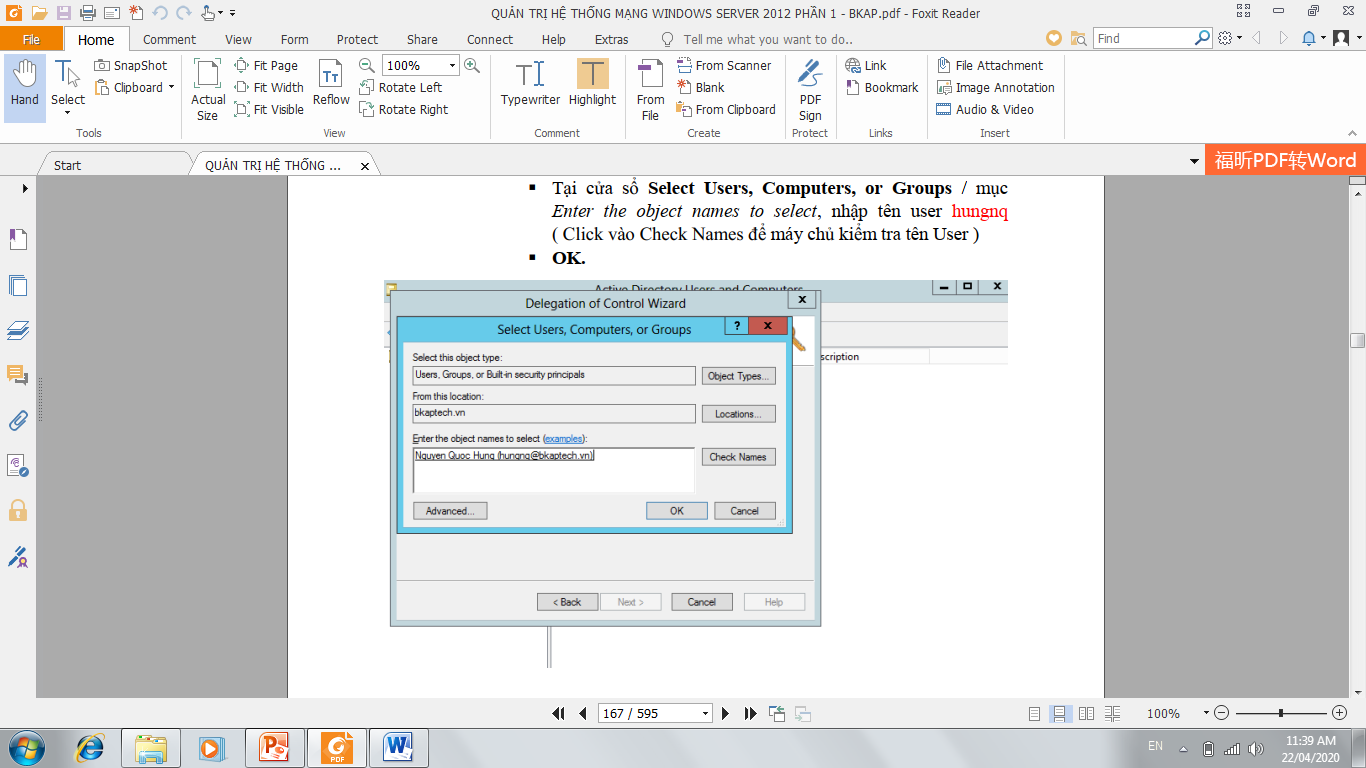 QUẢN TRỊ HỆ THỐNG MẠNG WINDOWS SERVER 2012 PHẦN 1 - BKAP.pdf - Foxit Reader
File Home Comment View Form Protect Share Connect Help Extras Tell me what you want to do.. Find
Hand
Select
SnapShot
Clipboard
Tools
Actual Size
Fit Page
Fit Width
Fit Visible
Reflow
100%
Rotate Left
Rotate Right
View
Typewriter
Highlight
Comment
From File
From Scanner
Blank
From Clipboard
Create
PDF Sign
Protect
Link
Bookmark
Links
File Attachment
Image Annotation
Audio & Video
Insert
Start
QUẢN TRỊ HỆ THỐNG ...
福昕PDF转Word
▪ Tại cửa sổ Select Users, Computers, or Groups / mục
Enter the object names to select, nhập tên user hungnq
( Click vào Check Names để máy chủ kiểm tra tên User )
▪ OK.
Active Directory Users and Computers
Delegation of Control Wizard
Select Users, Computers, or Groups
scription
Select this object type:
Users, Groups, or Built-in security principals
Object Types...
From this location:
bkaptech.vn
Locations...
Enter the object names to select (examples):
Nguyen Quoc Hung (hungnq@bkaptech.vn)
Check Names
Advanced...
OK
Cancel
< Back
Next >
Cancel
Help
167 / 595
100%
PDF
EN
11:39 AM
22/04/2020